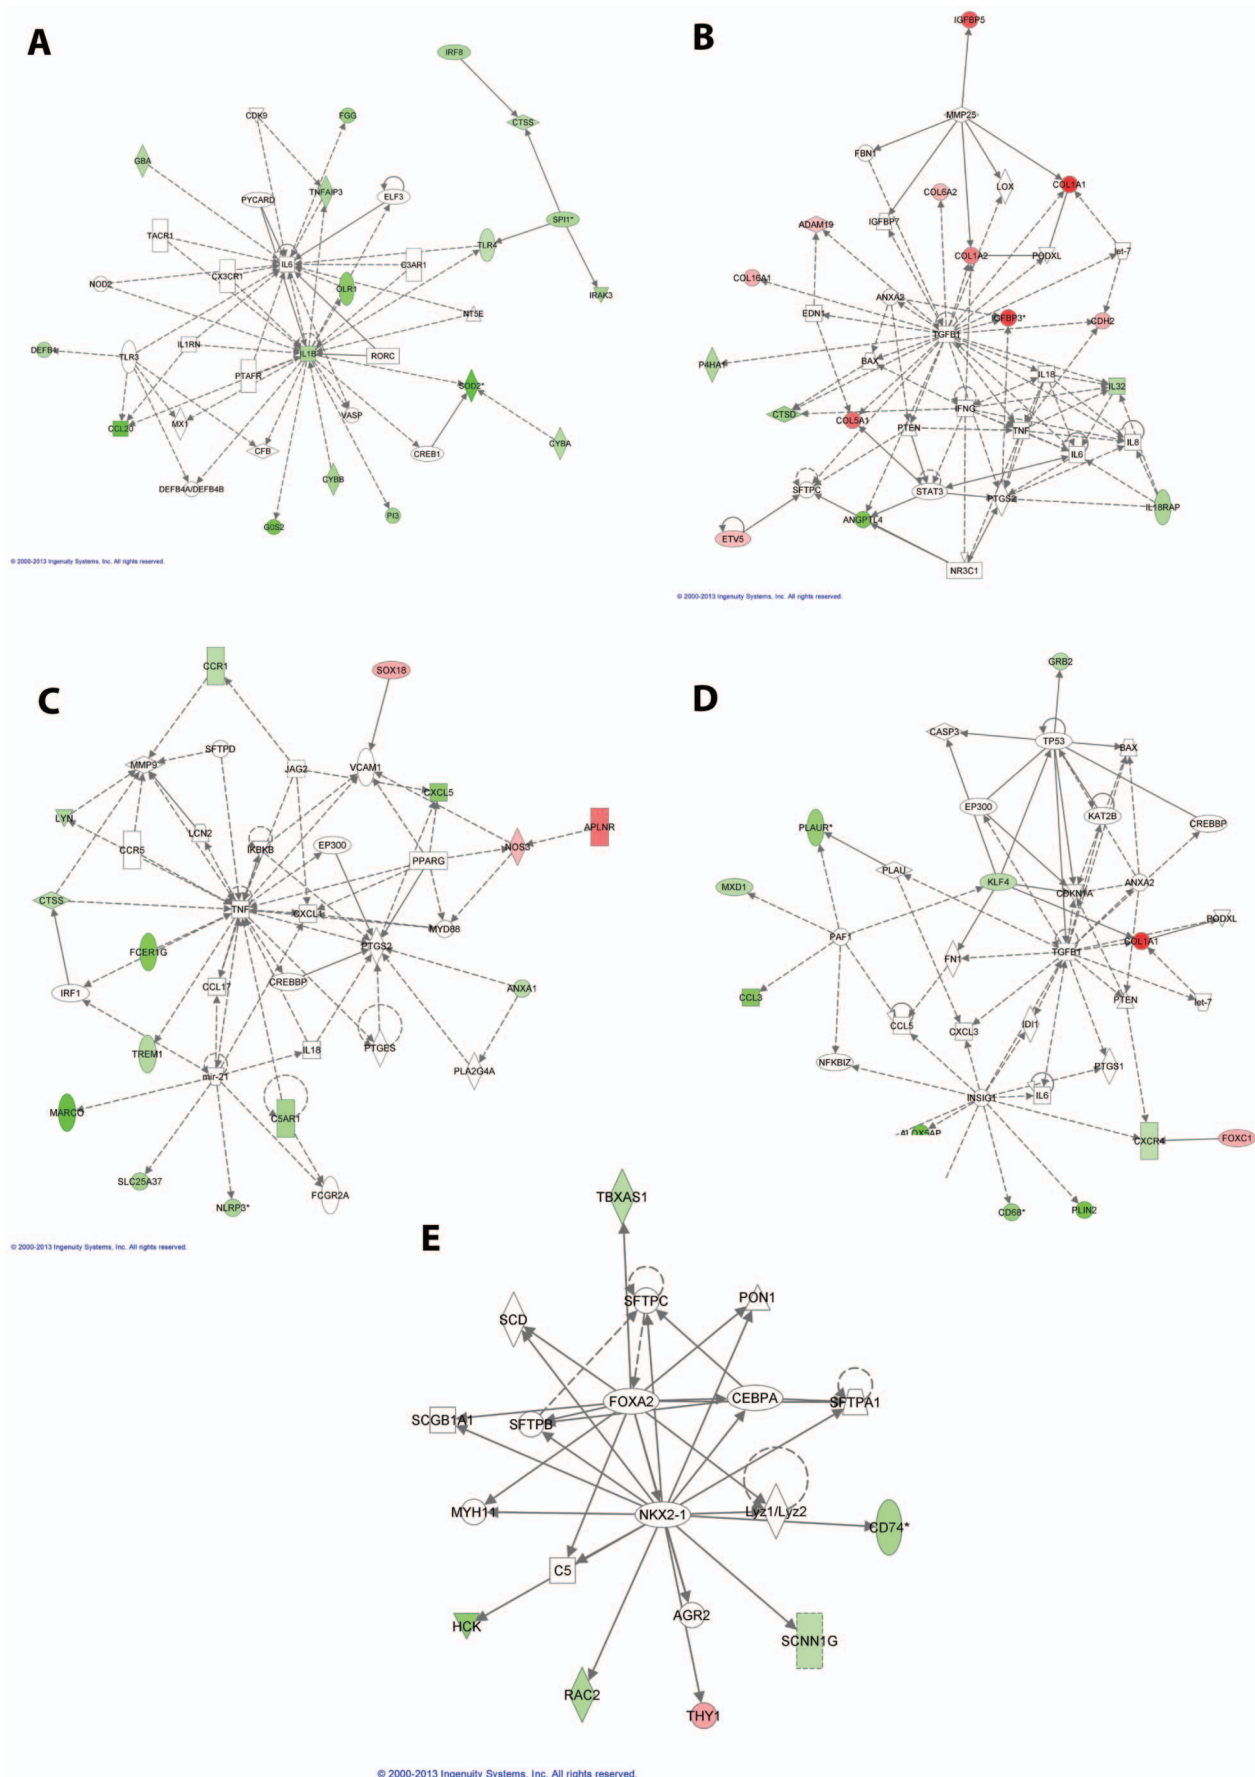 A
IRF8
CDK9
FGG
CTSS
GBA
TNFAIP3
ELF3
PYCARD
SPI1*
TACR1
TLR4
IL6
C3AR1
CX3CR1
NOD2
OLR1
IRAK3
NT5E
DEFB1
IL1RN
IL1B
RORC
TLR3
PTAFR
SOD2*
VASP
CCL20
MX1
CFB
CREB1
CYBA
DEFB4A/DEFB4B
CYBB
PI3
G0S2
© 2000-2013 Ingenuity Systems, Inc. All rights reserved.
B
IGFBP5
MMP25
FBN1
LOX
COL1A1
COL6A2
IGFBP7
ADAM19
COL1A2
PODXL
let-7
COL16A1
ANXA2
EDN1
IGFBP3*
CDH2
TGFB1
P4HA1
BAX
IL1B
IL32
CTSD
IFNG
COL5A1
PTEN
TNF
IL8
IL6
SFTPC
STAT3
PTGS2
IL18RAP
ANGPTL4
ETV5
NR3C1
© 2000-2013 Ingenuity Systems, Inc. All rights reserved.
C
CCR1
SOX18
SFTPD
MMP9
JAG2
VCAM1
CXCL5
LYN
LCN2
APLNR
IKBKB
EP300
NOS3
CCR5
PPARG
CTSS
TNF
MYD88
PTGS2
FCER1G
CCL17
CREBBP
IRF1
ANXA1
TREM1
IL18
PTGES
PLA2G4A
mir-21
MARCO
C5AR1
SLC25A37
NLRP3*
FCGR2A
© 2000-2013 Ingenuity Systems, Inc. All rights reserved.
D
GRB2
CASP3
TP53
BAX
EP300
KAT2B
CREBBP
PLAUR*
PLAU
KLF4
CDKN1A
ANXA2
MXD1
PODXL
PAF1
COL1A1
FN1
TGFB1
CCL3
PTEN
let-7
CCL5
CXCL3
IDI1
NFKBIZ
PTGS1
INSIG1
IL6
ALOX5AP
CXCR4
FOXC1
CD68*
PLIN2
E
TBXAS1
SFTPC
PON1
SCD
FOXA2
CEBPA
SFTPA1
SCGB1A1
SFTPB
MYH11
NKX2-1
Lyz1/Lyz2
CD74*
C5
HCK
AGR2
SCNN1G
RAC2
THY1
© 2000-2013 Ingenuity Systems, Inc. All rights reserved.